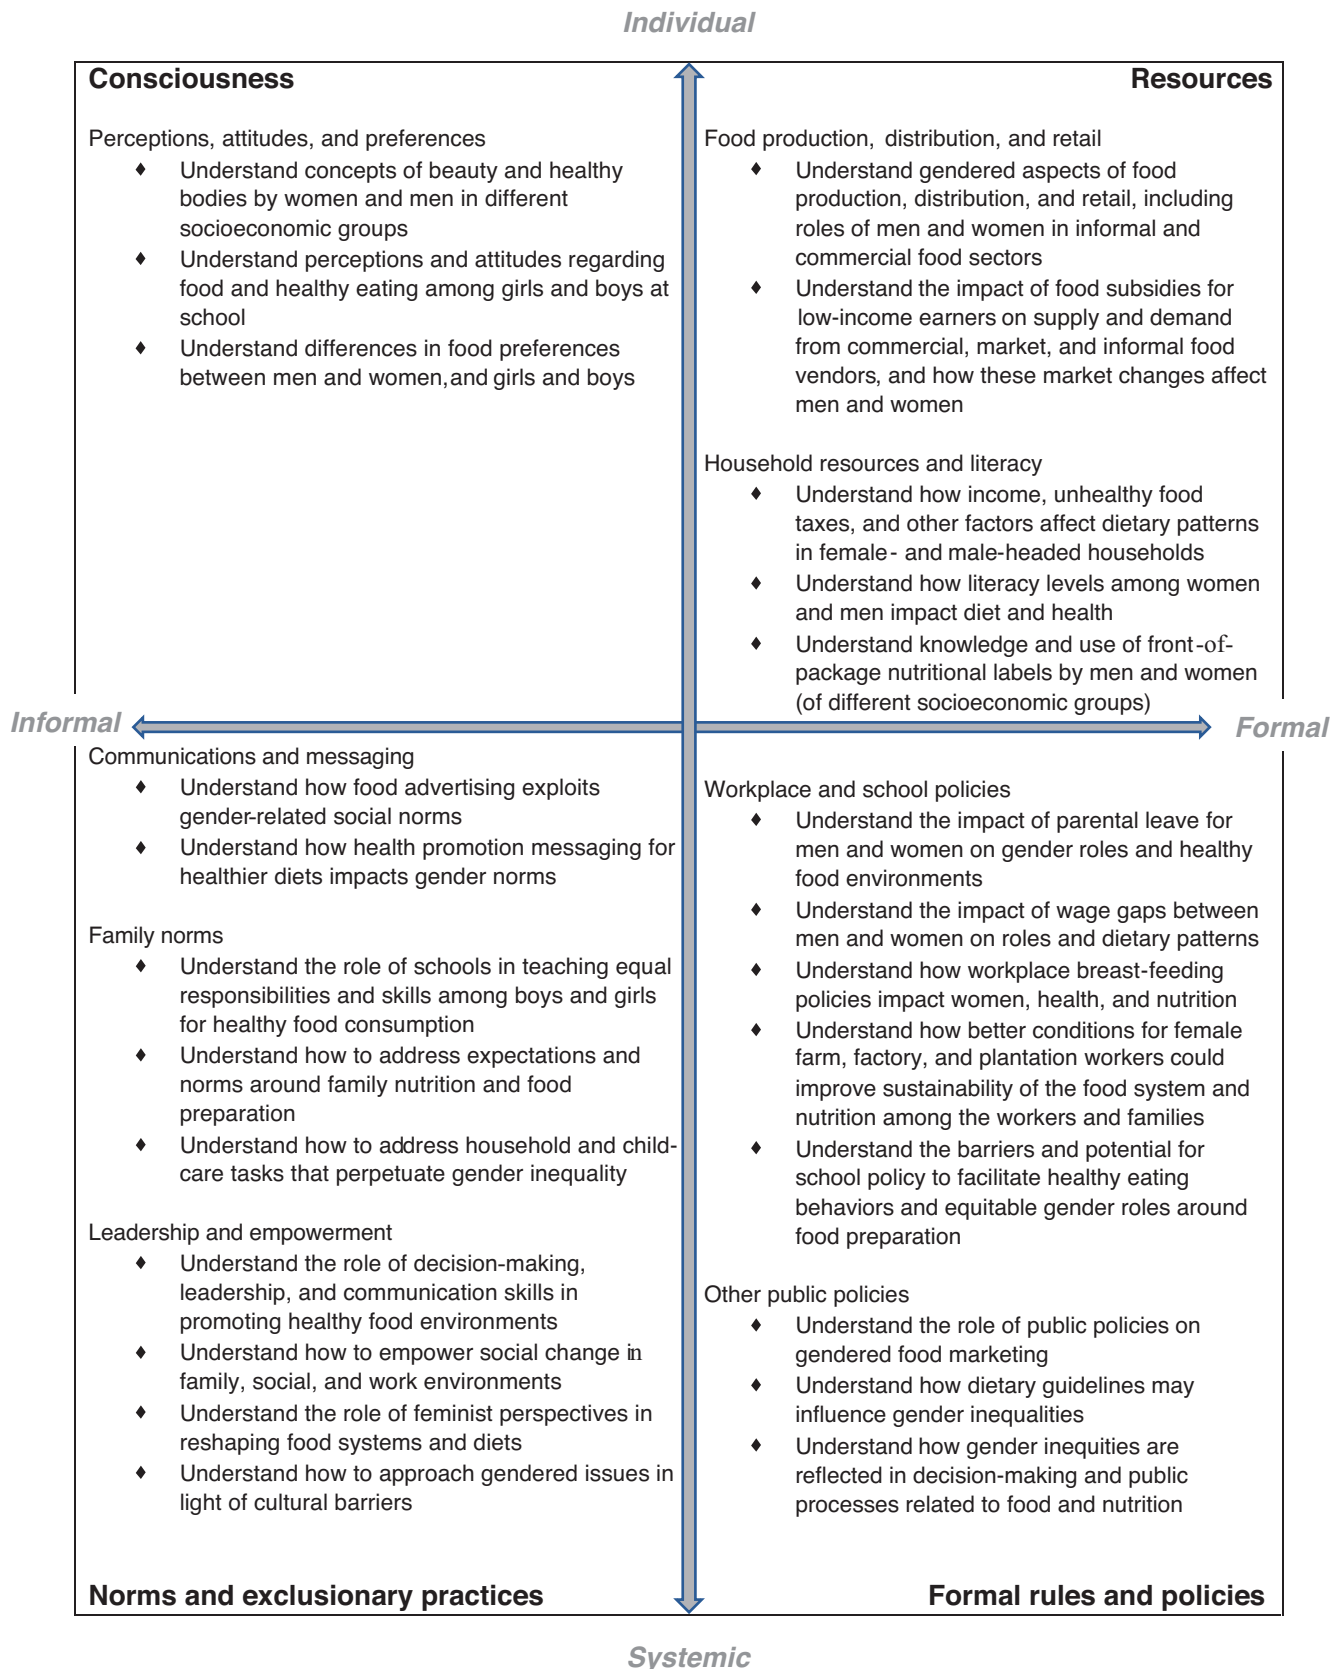 Individual
Consciousness
Perceptions, attitudes, and preferences
♦ Understand concepts of beauty and healthy
bodies by women and men in different
socioeconomic groups
♦ Understand perceptions and attitudes regarding
food and healthy eating among girls and boys at
school
♦ Understand differences in food preferences
between men and women, and girls and boys
Resources
Food production, distribution, and retail
♦ Understand gendered aspects of food
production, distribution, and retail, including
roles of men and women in informal and
commercial food sectors
♦ Understand the impact of food subsidies for
low-income earners on supply and demand
from commercial, market, and informal food
vendors, and how these market changes affect
men and women
Household resources and literacy
♦ Understand how income, unhealthy food
taxes, and other factors affect dietary patterns
in female- and male-headed households
♦ Understand how literacy levels among women
and men impact diet and health
♦ Understand knowledge and use of front-of-
package nutritional labels by men and women
(of different socioeconomic groups)
Informal
Formal
Communications and messaging
♦ Understand how food advertising exploits
gender-related social norms
♦ Understand how health promotion messaging for
healthier diets impacts gender norms
Family norms
♦ Understand the role of schools in teaching equal
responsibilities and skills among boys and girls
for healthy food consumption
♦ Understand how to address expectations and
norms around family nutrition and food
preparation
♦ Understand how to address household and child-
care tasks that perpetuate gender inequality
Leadership and empowerment
♦ Understand the role of decision-making,
leadership, and communication skills in
promoting healthy food environments
♦ Understand how to empower social change in
family, social, and work environments
♦ Understand the role of feminist perspectives in
reshaping food systems and diets
♦ Understand how to approach gendered issues in
light of cultural barriers
Norms and exclusionary practices
Workplace and school policies
♦ Understand the impact of parental leave for
men and women on gender roles and healthy
food environments
♦ Understand the impact of wage gaps between
men and women on roles and dietary patterns
♦ Understand how workplace breast-feeding
policies impact women, health, and nutrition
♦ Understand how better conditions for female
farm, factory, and plantation workers could
improve sustainability of the food system and
nutrition among the workers and families
♦ Understand the barriers and potential for
school policy to facilitate healthy eating
behaviors and equitable gender roles around
food preparation
Other public policies
♦ Understand the role of public policies on
gendered food marketing
♦ Understand how dietary guidelines may
influence gender inequalities
♦ Understand how gender inequities are
reflected in decision-making and public
processes related to food and nutrition
Formal rules and policies
Systemic